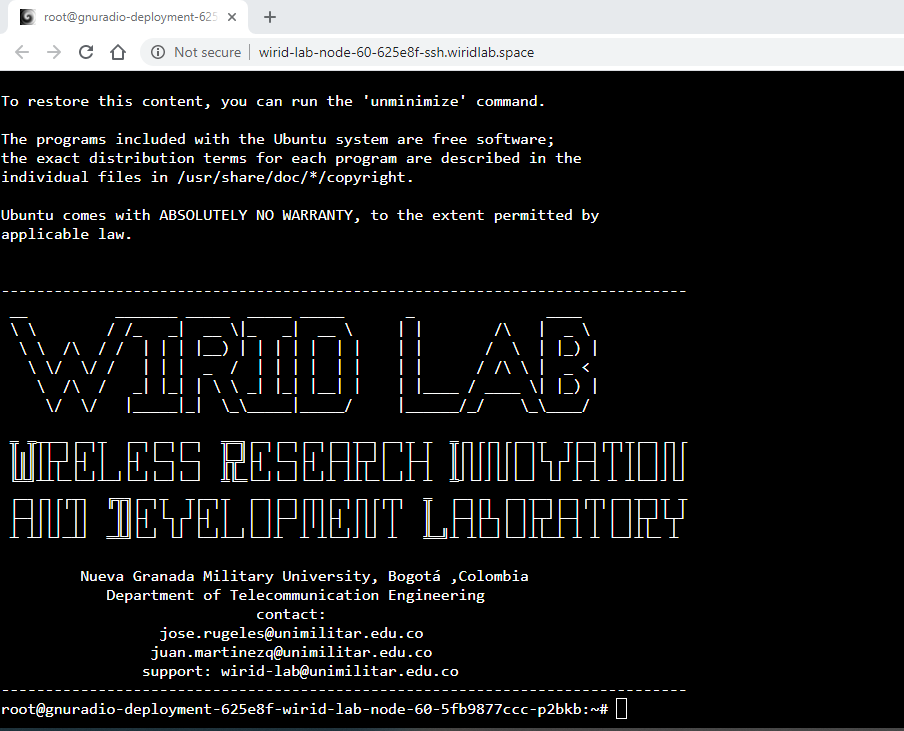 root@gnuradio-deployment-625
Not secure
wirid-lab-node-60-625e8f-ssh.wiridlab.space
To restore this content, you can run the 'unminimize' command.
The programs included with the Ubuntu system are free software;
the exact distribution terms for each program are described in the
individual files in /usr/share/doc/*/copyright.
Ubuntu comes with ABSOLUTELY NO WARRANTY, to the extent permitted by
applicable law.
WIRID LAB
WIRELESS RESEARCH INNOVATION
AND DEVELOPMENT LABORATORY
Nueva Granada Military University, Bogotá ,Colombia
Department of Telecommunication Engineering
contact:
jose.rugeles@unimilitar.edu.co
juan.martinezq@unimilitar.edu.co
support: wirid-lab@unimilitar.edu.co
root@gnuradio-deployment-625e8f-wirid-lab-node-60-5fb9877ccc-p2bkb:~#